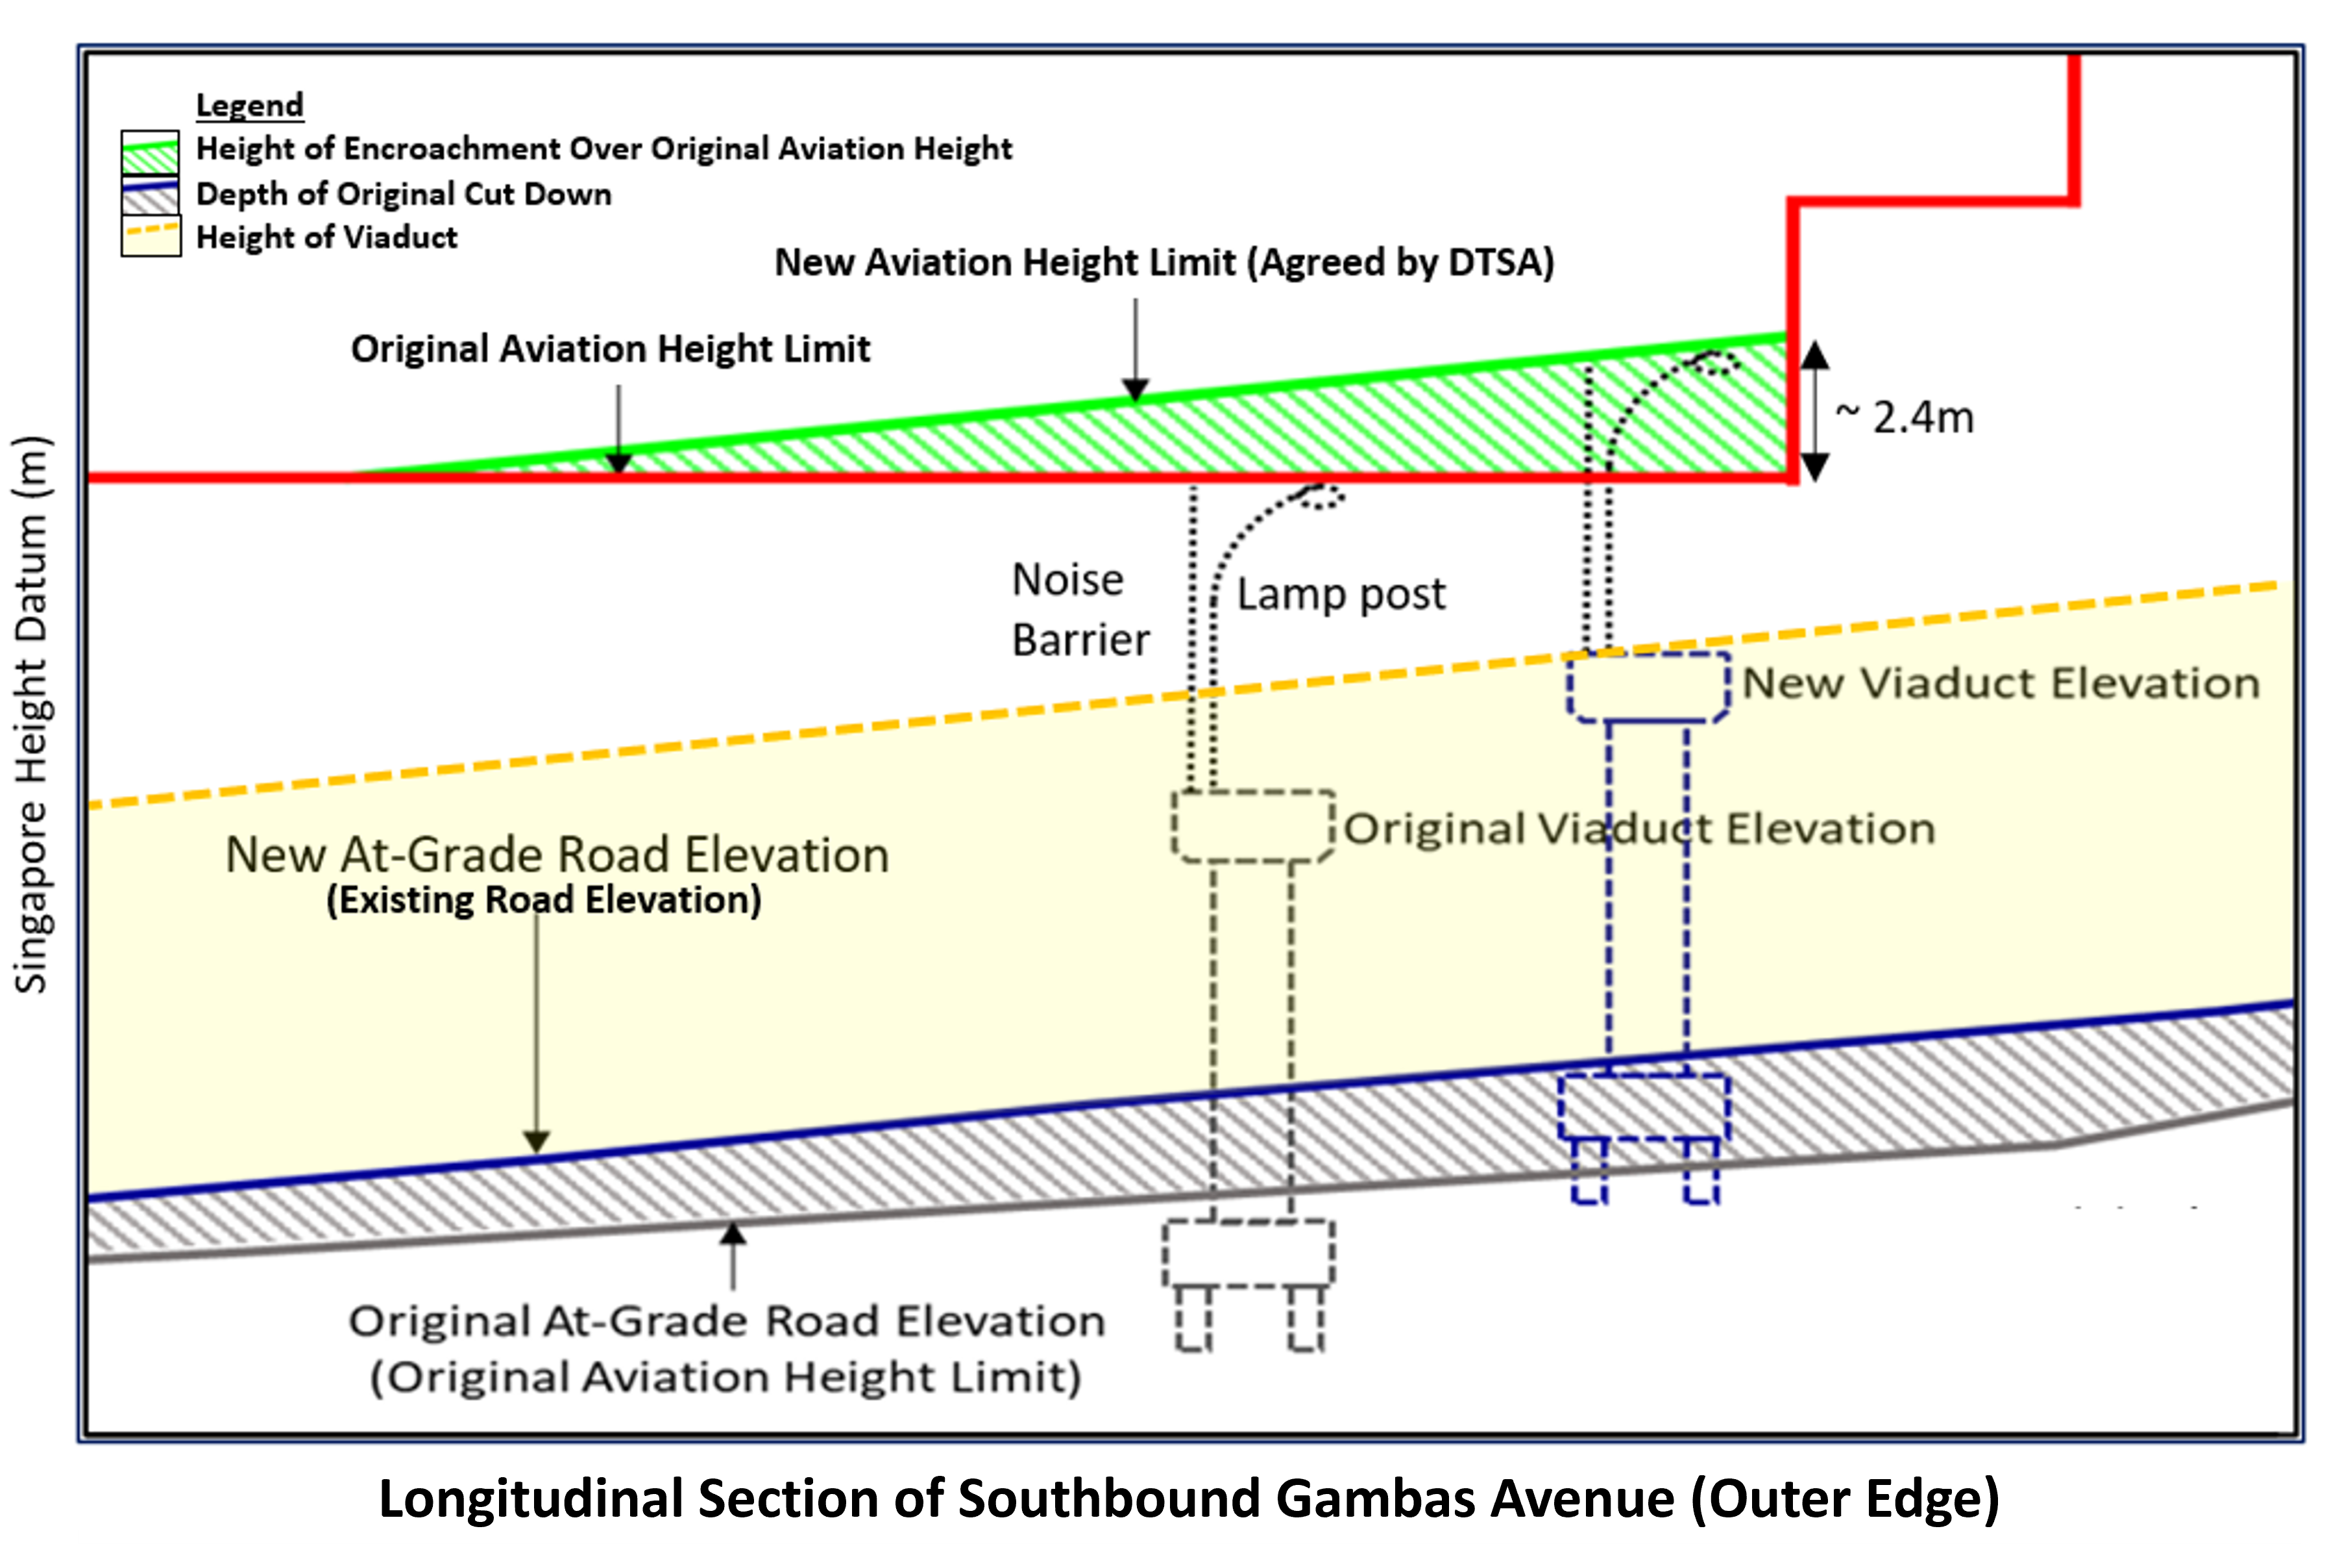 Legend
Height of Encroachment Over Original Aviation Height
Depth of Original Cut Down
Height of Viaduct
New Aviation Height Limit (Agreed by DTSA)
Original Aviation Height Limit
~ 2.4m
Singapore Height Datum (m)
Noise
Barrier
Lamp post
New Viaduct Elevation
Original Viaduct Elevation
New At-Grade Road Elevation
(Existing Road Elevation)
Original At-Grade Road Elevation
(Original Aviation Height Limit)
Longitudinal Section of Southbound Gambas Avenue (Outer Edge)